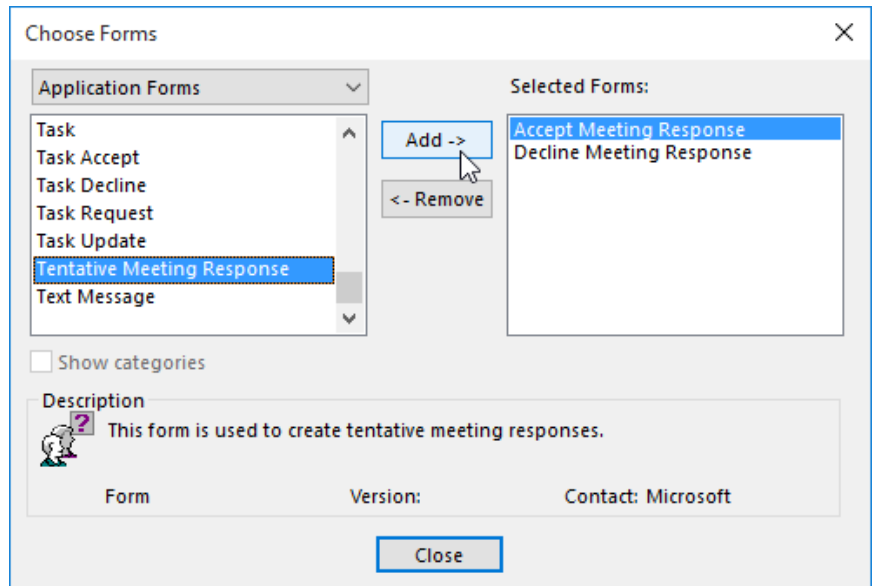 Choose Forms
Application Forms
Selected Forms:
Task
Task Accept
Task Decline
Task Request
Task Update
Tentative Meeting Response
Text Message
Add ->
<- Remove
Accept Meeting Response
Decline Meeting Response
Show categories
Description
?
This form is used to create tentative meeting responses.
Form Version: Contact: Microsoft
Close